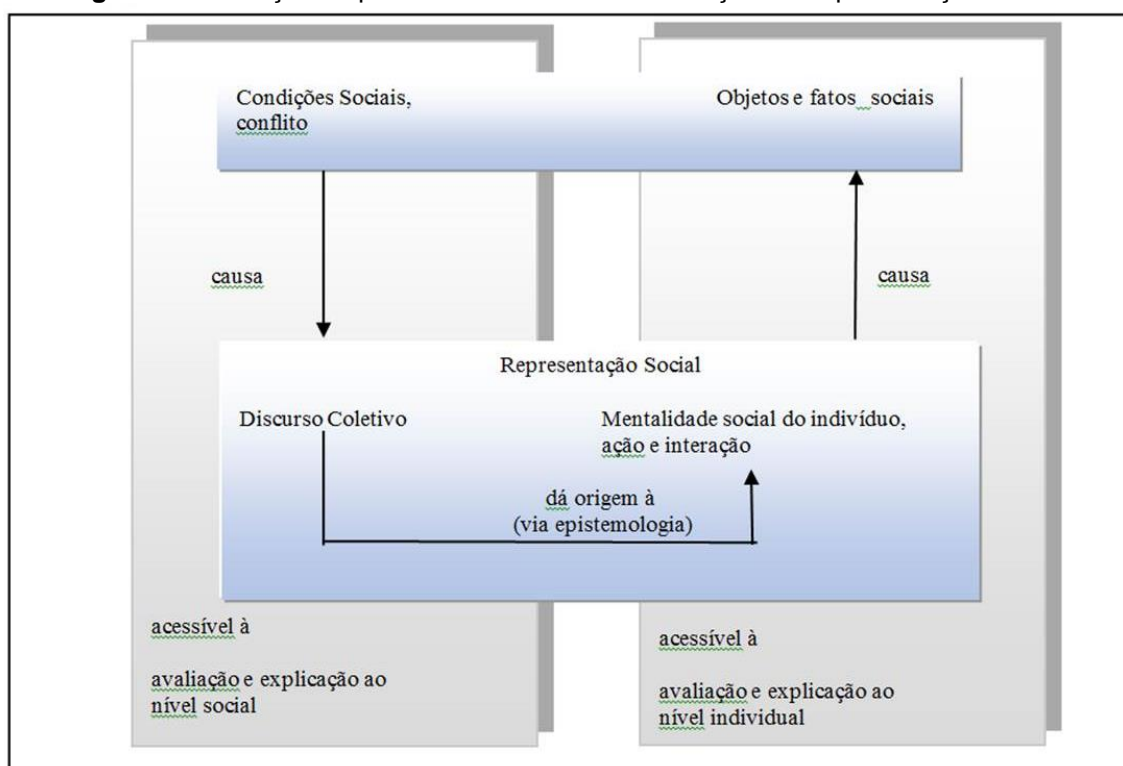 Condições Sociais,
conflito
Objetos e fatos sociais
causa
causa
Representação Social
Discurso Coletivo
Mentalidade social do indivíduo,
ação e interação
dá origem à
(via epistemologia)
acessível à
avaliação e explicação ao
nível social
acessível à
avaliação e explicação ao
nível individual